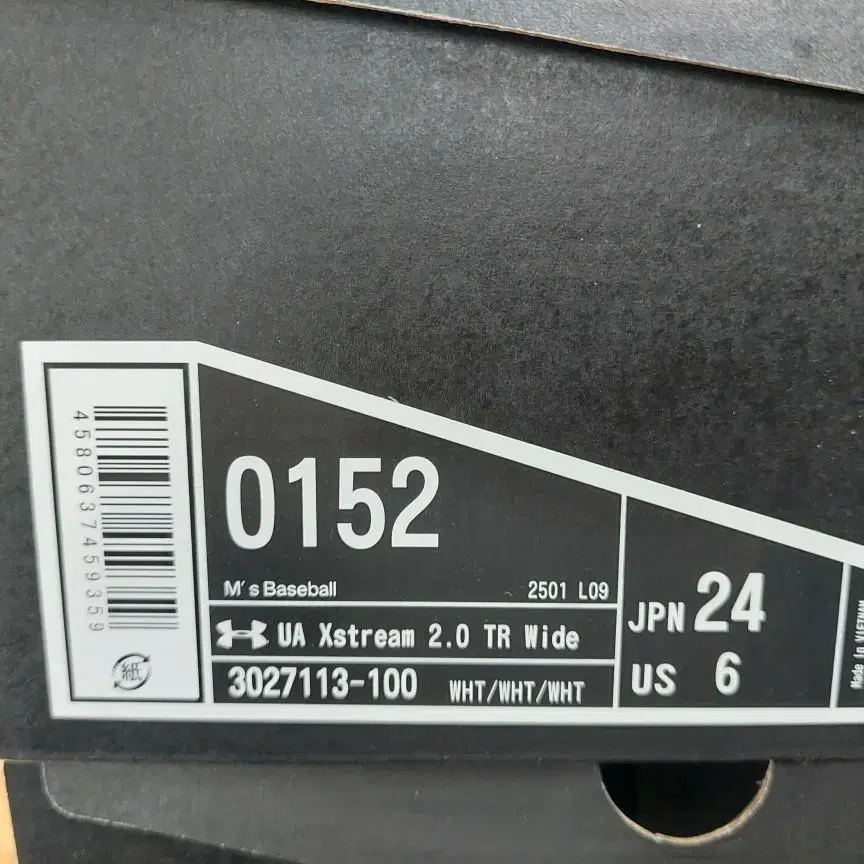 4580637459359
紙
0152
M's Baseball 2501 L09
UA Xstream 2.0 TR Wide
3027113-100 WHT/WHT/WHT
JPN 24
US 6
Made In VIETNAM